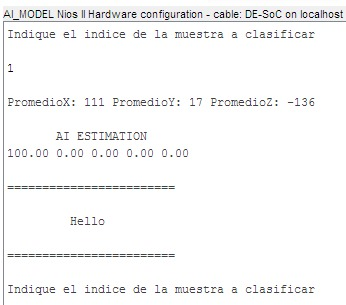 AI_MODEL Nios II Hardware configuration - cable: DE-SoC on localhost
Indique el indice de la muestra a clasificar
1
PromedioX: 111 PromedioY: 17 PromedioZ: -136
AI ESTIMATION
100.00 0.00 0.00 0.00 0.00
========================
Hello
========================
Indique el indice de la muestra a clasificar